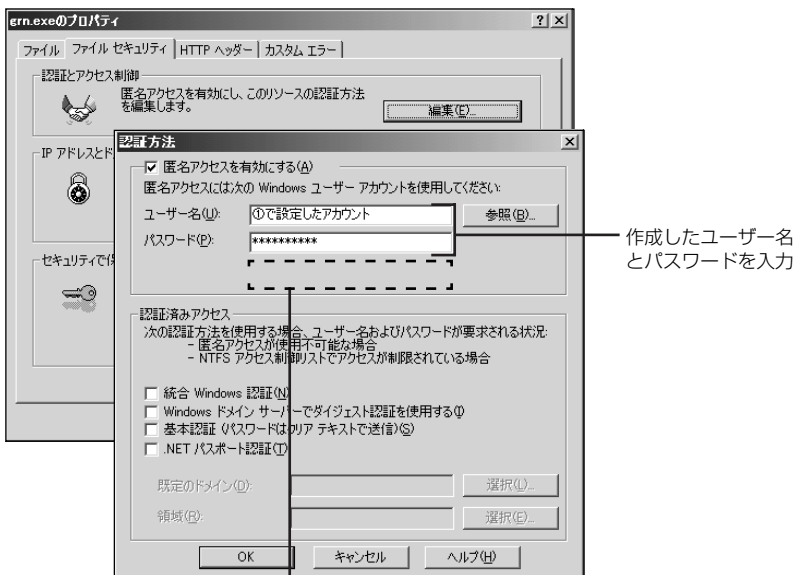 grn.exeのプロパティ
ファイル
ファイル セキュリティ
HTTP ヘッダー
カスタム エラー
認証とアクセス制御
匿名アクセスを有効にし、このリソースの認証方法
を編集します。
編集(E)...
IP アドレスとド
セキュリティで保
認証方法
匿名アクセスを有効にする(A)
匿名アクセスには次の Windows ユーザー アカウントを使用してください:
ユーザー名(U):
①で設定したアカウント
参照(B)...
パスワード(P):
**********
作成したユーザー名
とパスワードを入力
認証済みアクセス
次の認証方法を使用する場合、ユーザー名およびパスワードが要求される状況:
- 匿名アクセスが使用不可能な場合
- NTFS アクセス制御リストでアクセスが制限されている場合
統合 Windows 認証(N)
Windows ドメイン サーバーでダイジェスト認証を使用する(I)
基本認証 (パスワードはクリア テキストで送信)(S)
.NET パスポート認証(T)
既定のドメイン(D):
選択(L)...
領域(R):
選択(E)...
OK
キャンセル
ヘルプ(H)